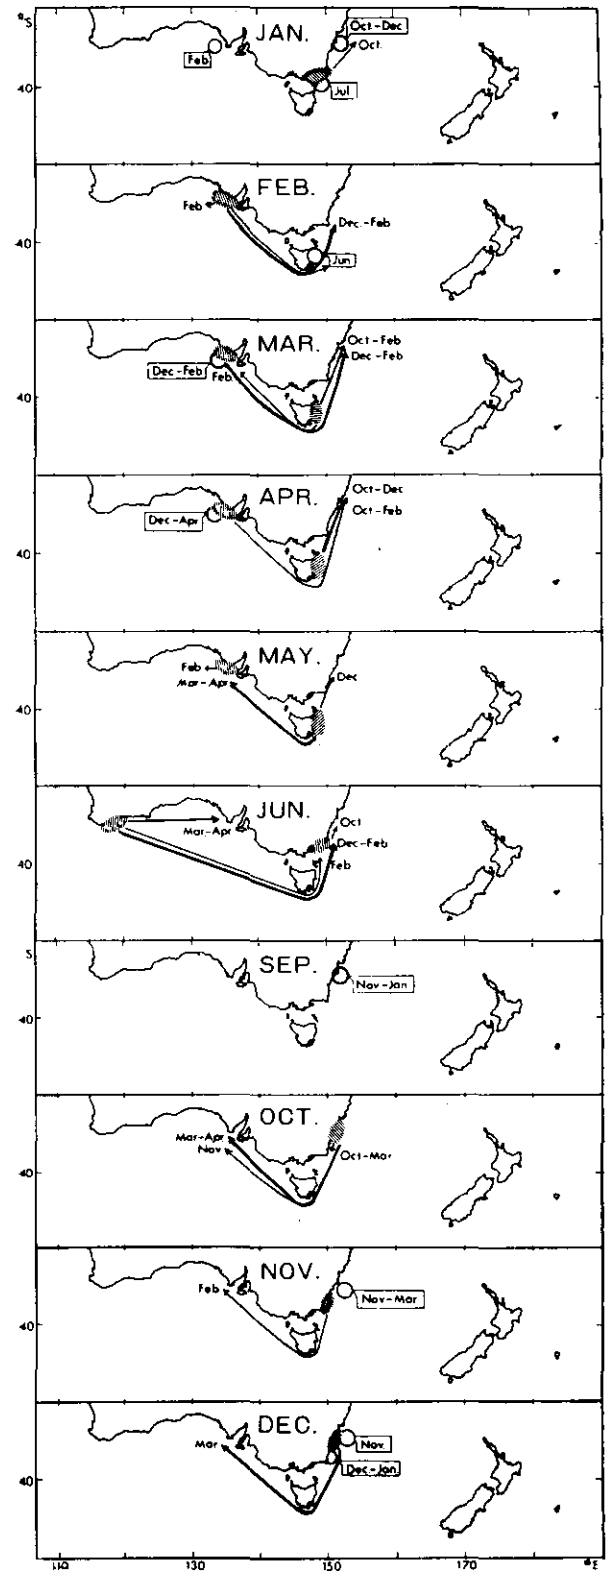 °S
JAN.
Oct-Dec
Oct.
Feb
Jul
40
FEB.
Feb
Dec.-Feb
Jun
40
MAR.
Oct-Feb
Dec-Feb
Dec-Feb
Feb
40
APR.
Oct-Dec
Oct-Feb
Dec-Apr
40
MAY.
Feb
Mar-Apr
Dec
40
JUN.
Mar-Apr
Oct
Dec-Feb
Feb
40
S
SEP.
Nov-Jan
40
OCT.
Mar-Apr
Nov
Oct-Mar
40
NOV.
Feb
Nov-Mar
40
DEC.
Mar
Nov.
Dec-Jan
40
110 130 150 170 °E